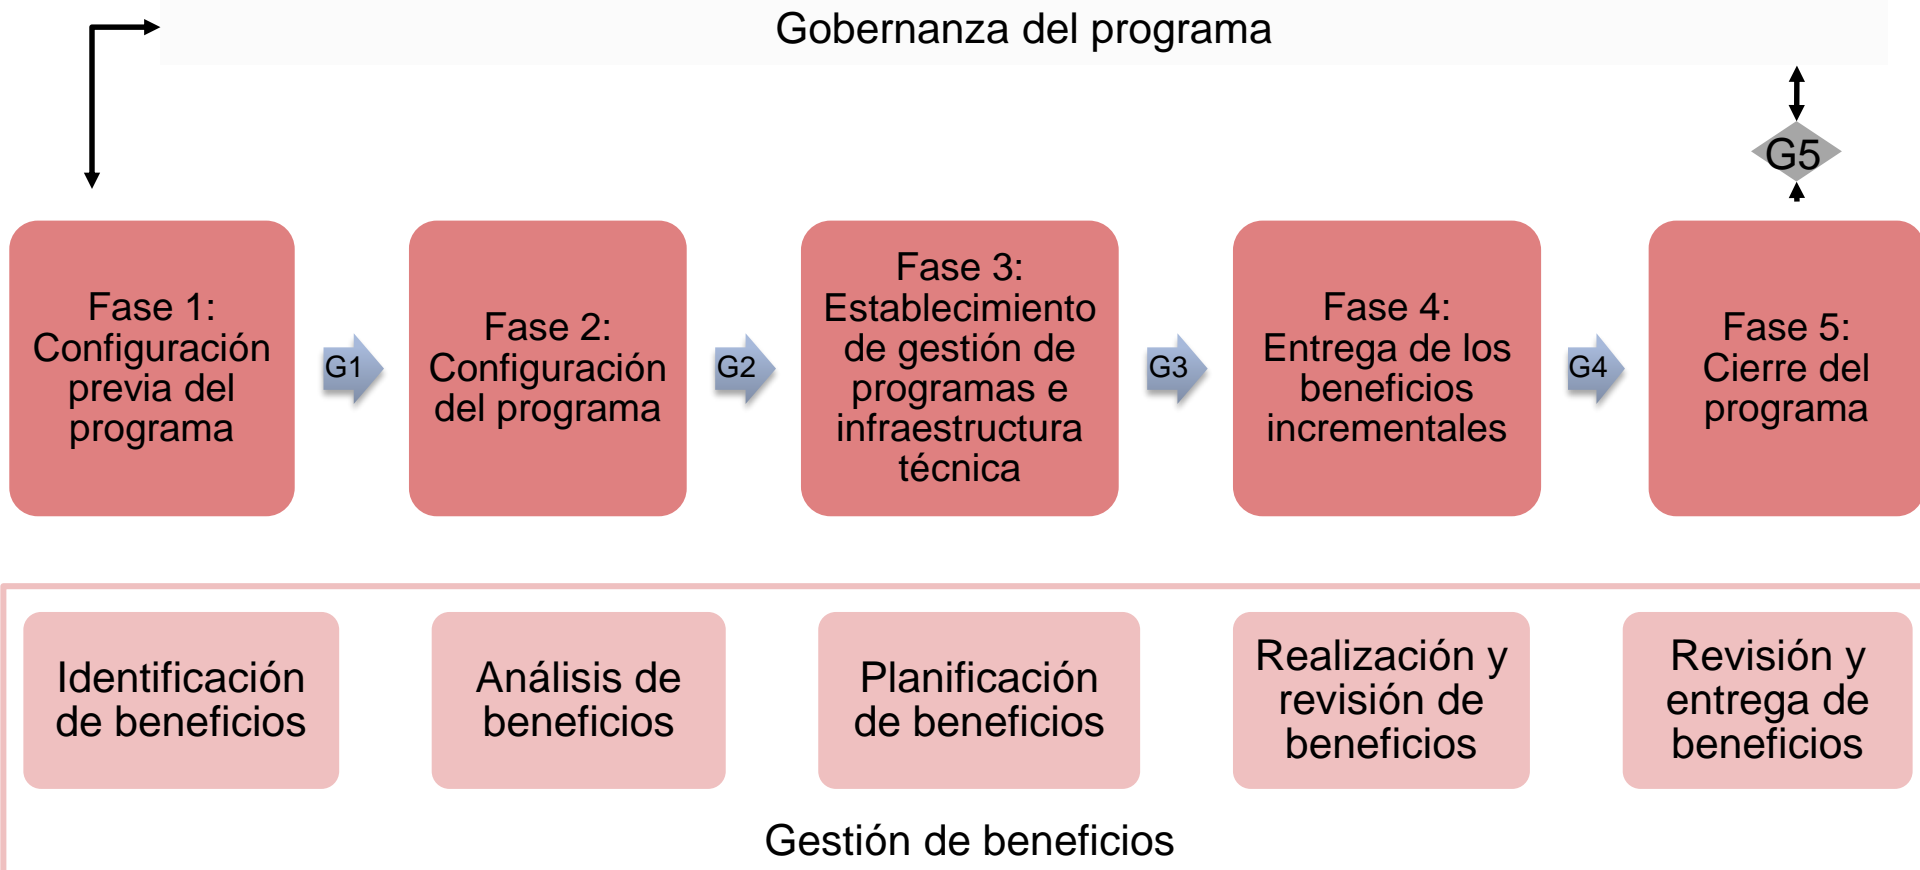 Gobernanza del programa
G5
Fase 1:
Configuración
previa del
programa
G1
Fase 2:
Configuración
del programa
G2
Fase 3:
Establecimiento
de gestión de
programas e
infraestructura
técnica
G3
Fase 4:
Entrega de los
beneficios
incrementales
G4
Fase 5:
Cierre del
programa
Identificación
de beneficios
Análisis de
beneficios
Planificación
de beneficios
Realización y
revisión de
beneficios
Revisión y
entrega de
beneficios
Gestión de beneficios